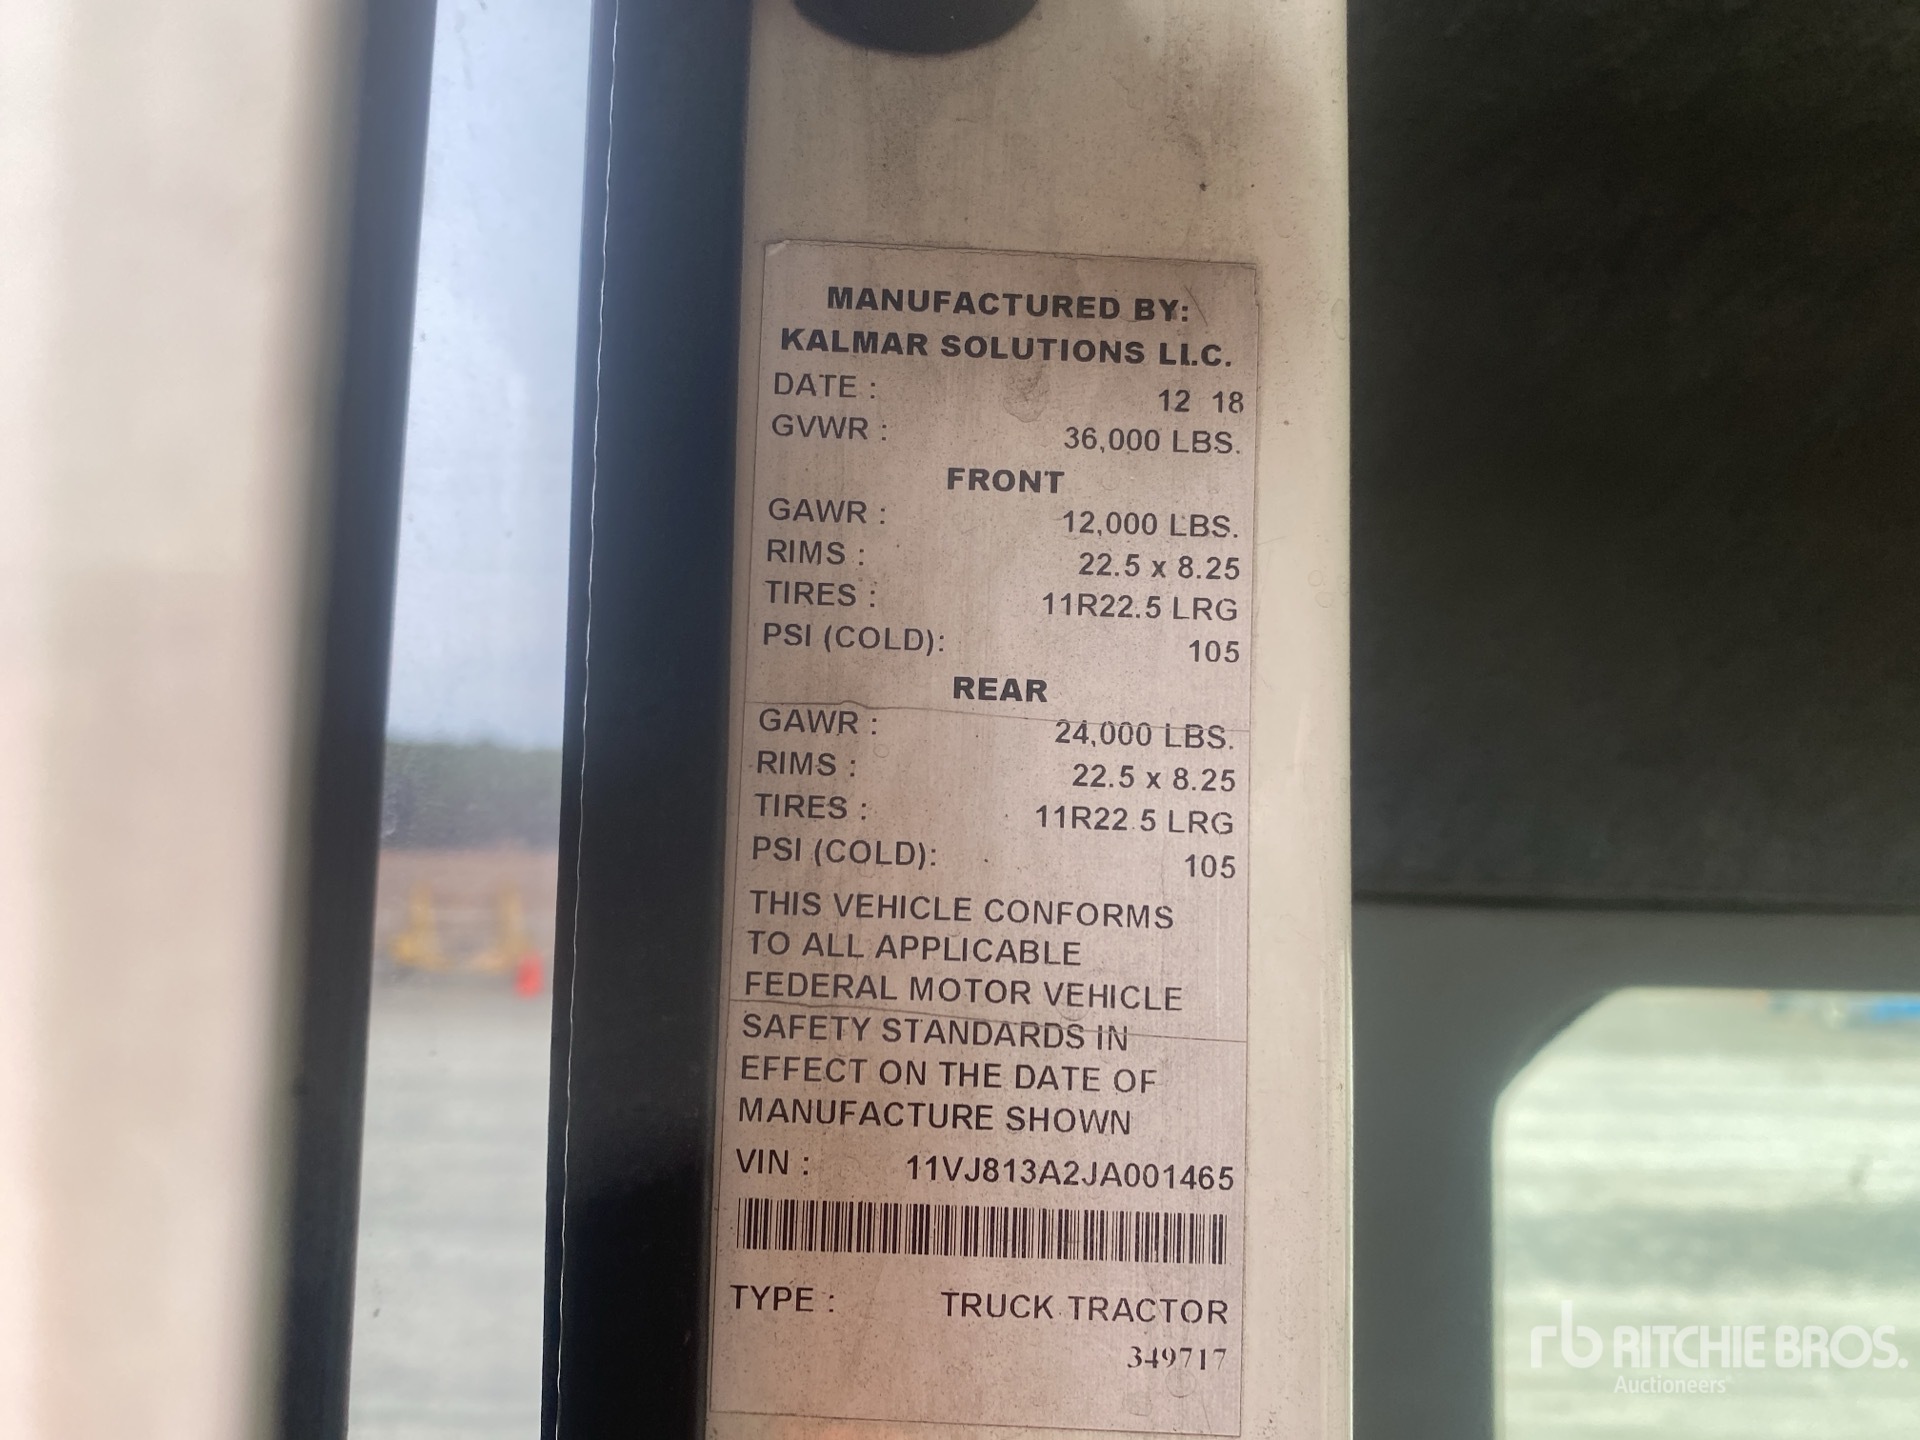 MANUFACTURED BY:
KALMAR SOLUTIONS LLC.
DATE : 12 18
GVWR : 36,000 LBS.
FRONT
GAWR : 12,000 LBS.
RIMS : 22.5 x 8.25
TIRES : 11R22.5 LRG
PSI (COLD): 105
REAR
GAWR : 24,000 LBS.
RIMS : 22.5 x 8.25
TIRES : 11R22.5 LRG
PSI (COLD): 105
THIS VEHICLE CONFORMS
TO ALL APPLICABLE
FEDERAL MOTOR VEHICLE
SAFETY STANDARDS IN
EFFECT ON THE DATE OF
MANUFACTURE SHOWN
VIN : 11VJ813A2JA001465
TYPE : TRUCK TRACTOR
349717
rb RITCHIE BROS.
Auctioneers